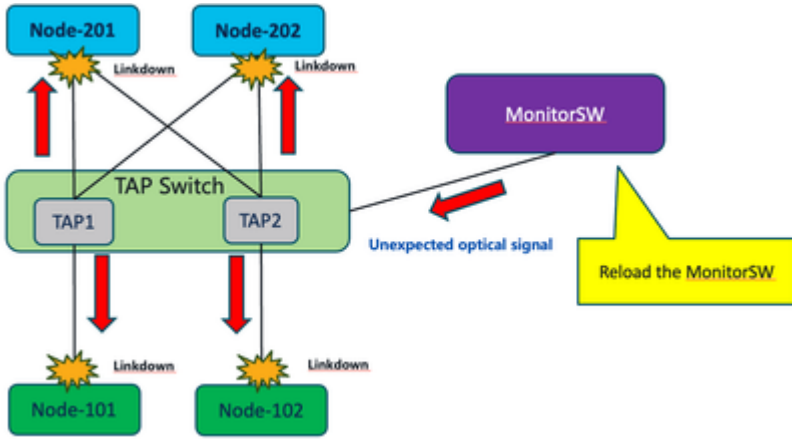 Node-201
Node-202
Linkdown
Linkdown
MonitorSW
TAP Switch
TAP1
TAP2
Unexpected optical signal
Reload the MonitorSW
Linkdown
Linkdown
Node-101
Node-102